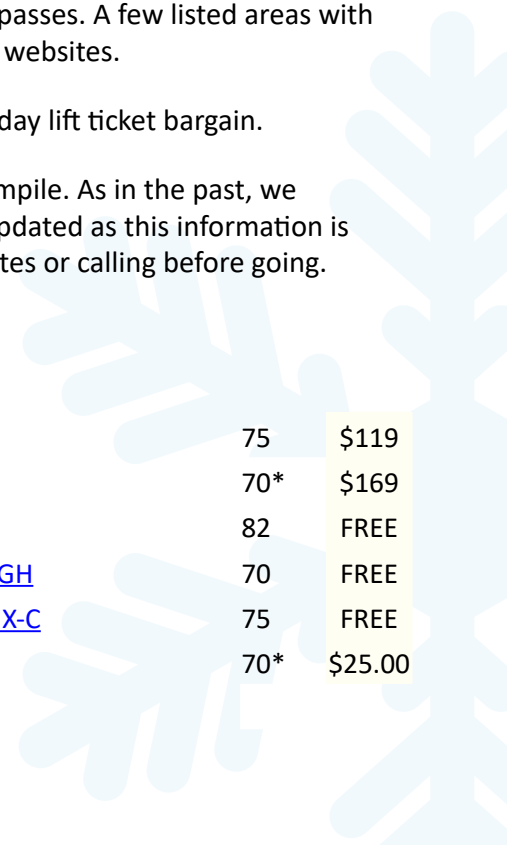 passes. A few listed areas with
websites.
day lift ticket bargain.
mpile. As in the past, we
pdated as this information is
tes or calling before going.
75 $119
70* $169
82 FREE
GH 70 FREE
X-C 75 FREE
70* $25.00